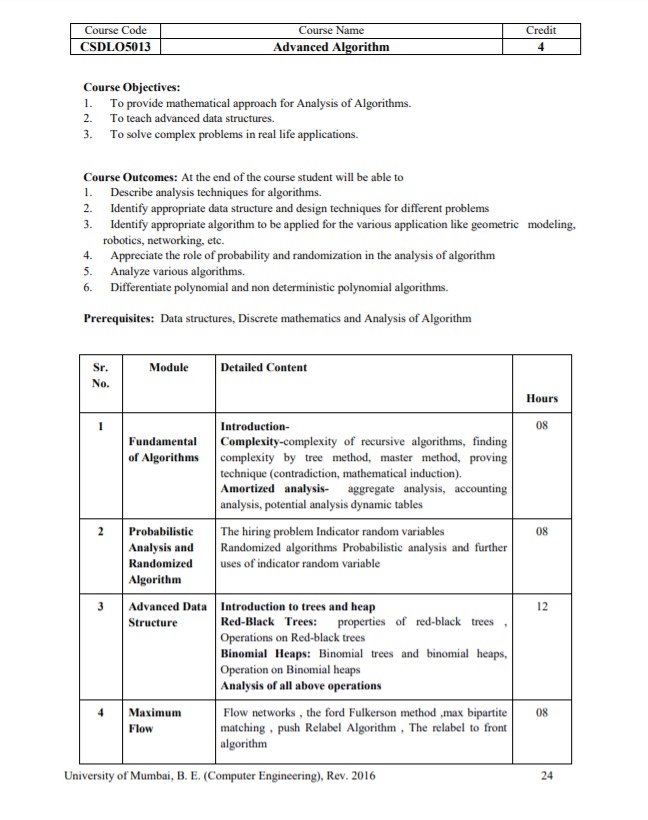 Course Code Course Name Credit
CSDLO5013 Advanced Algorithm 4
Course Objectives:
1. To provide mathematical approach for Analysis of Algorithms.
2. To teach advanced data structures.
3. To solve complex problems in real life applications.
Course Outcomes: At the end of the course student will be able to
1. Describe analysis techniques for algorithms.
2. Identify appropriate data structure and design techniques for different problems
3. Identify appropriate algorithm to be applied for the various application like geometric modeling,
robotics, networking, etc.
4. Appreciate the role of probability and randomization in the analysis of algorithm
5. Analyze various algorithms.
6. Differentiate polynomial and non deterministic polynomial algorithms.
Prerequisites: Data structures, Discrete mathematics and Analysis of Algorithm
Sr.
No.
Module
Detailed Content
Hours
1
Fundamental
of Algorithms
Introduction-
Complexity-complexity of recursive algorithms, finding
complexity by tree method, master method, proving
technique (contradiction, mathematical induction).
Amortized analysis- aggregate analysis, accounting
analysis, potential analysis dynamic tables
08
2
Probabilistic
Analysis and
Randomized
Algorithm
The hiring problem Indicator random variables
Randomized algorithms Probabilistic analysis and further
uses of indicator random variable
08
3
Advanced Data
Structure
Introduction to trees and heap
Red-Black Trees: properties of red-black trees ,
Operations on Red-black trees
Binomial Heaps: Binomial trees and binomial heaps,
Operation on Binomial heaps
Analysis of all above operations
12
4
Maximum
Flow
Flow networks , the ford Fulkerson method ,max bipartite
matching , push Relabel Algorithm , The relabel to front
algorithm
08
University of Mumbai, B. E. (Computer Engineering), Rev. 2016 24